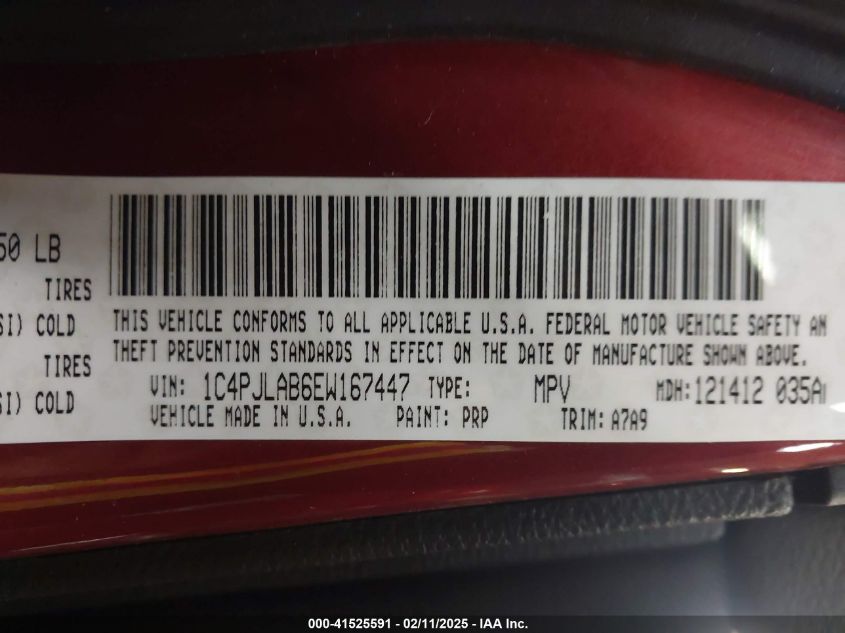 50 LB
TIRES
SI) COLD
TIRES
SI) COLD
THIS VEHICLE CONFORMS TO ALL APPLICABLE U.S.A. FEDERAL MOTOR VEHICLE SAFETY AN
THEFT PREVENTION STANDARDS IN EFFECT ON THE DATE OF MANUFACTURE SHOWN ABOVE.
VIN: 1C4PJLAB6EW167447 TYPE: MPV MDH: 121412 035A
VEHICLE MADE IN U.S.A. PAINT: PRP TRIM: A7A9
000-41525591 - 02/11/2025 - IAA Inc.